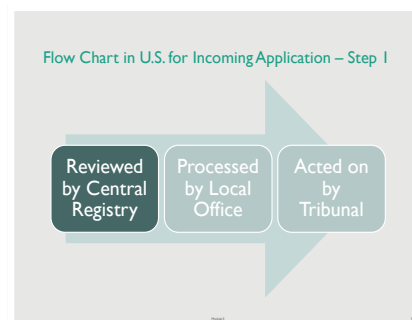 Flow Chart in U.S. for Incoming Application – Step 1
Reviewed
by Central
Registry
Processed
by Local
Office
Acted on
by
Tribunal